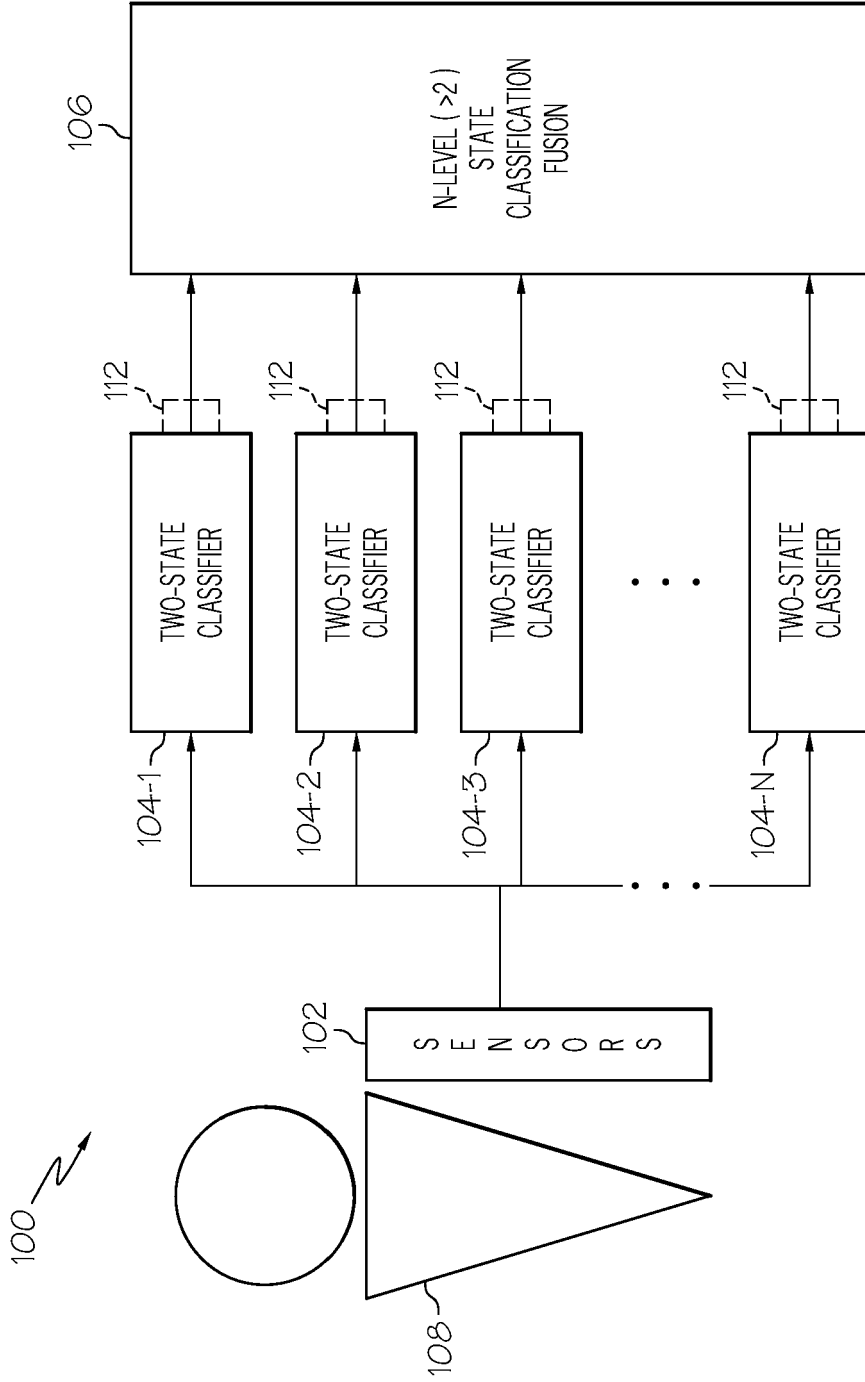 100
108
102
SENSORS
104-1
TWO-STATE
CLASSIFIER
112
104-2
TWO-STATE
CLASSIFIER
112
104-3
TWO-STATE
CLASSIFIER
112
104-N
TWO-STATE
CLASSIFIER
112
106
N-LEVEL ( >2 )
STATE
CLASSIFICATION
FUSION